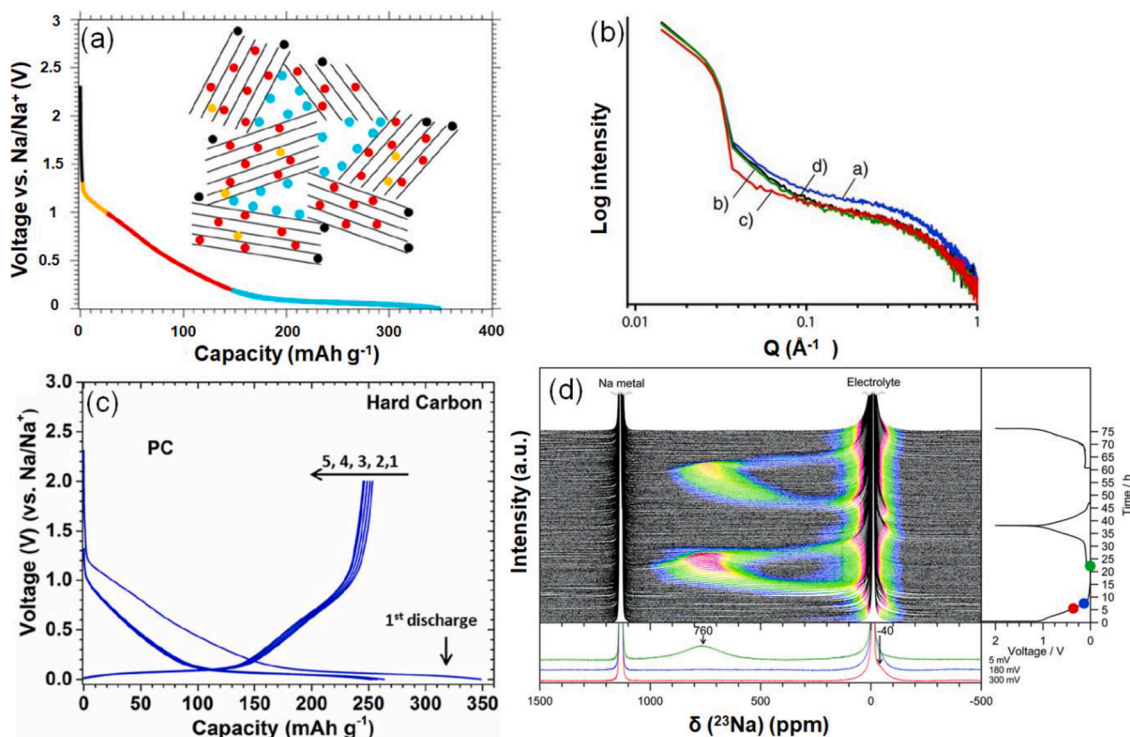 (a)
Voltage vs. Na/Na⁺ (V)
3
2.5
2
1.5
1
0.5
0
0 100 200 300 400
Capacity (mAh g⁻¹)
(b)
Log intensity
a)
d)
b)
c)
0.01 0.1 1
Q (Å⁻¹)
(c)
Hard Carbon
PC
5, 4, 3, 2,1
1ˢᵗ discharge
Voltage (V) (vs. Na/Na⁺)
3.0
2.5
2.0
1.5
1.0
0.5
0.0
0 50 100 150 200 250 300 350
Capacity (mAh g⁻¹)
(d)
Na metal
Electrolyte
Intensity (a.u.)
760
-40
5 mV
180 mV
300 mV
1500 1000 500 0 -500
δ (²³Na) (ppm)
75
70
65
60
55
50
45
40
35
30
25
20
15
10
5
0
Time / h
2 1 0
Voltage / V